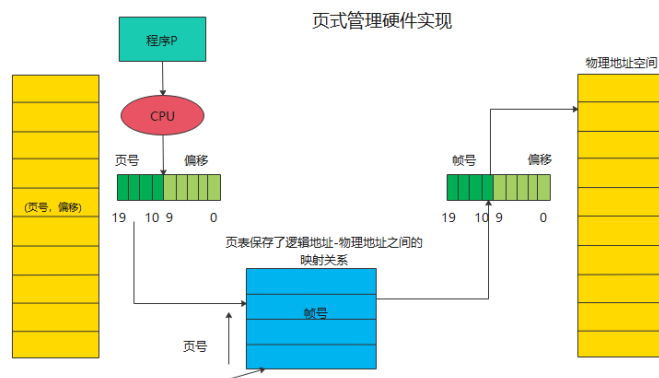 页式管理硬件实现
程序P
物理地址空间
CPU
页号 偏移
帧号 偏移
(页号，偏移)
19 10 9 0
19 10 9 0
页表保存了逻辑地址-物理地址之间的
映射关系
帧号
页号